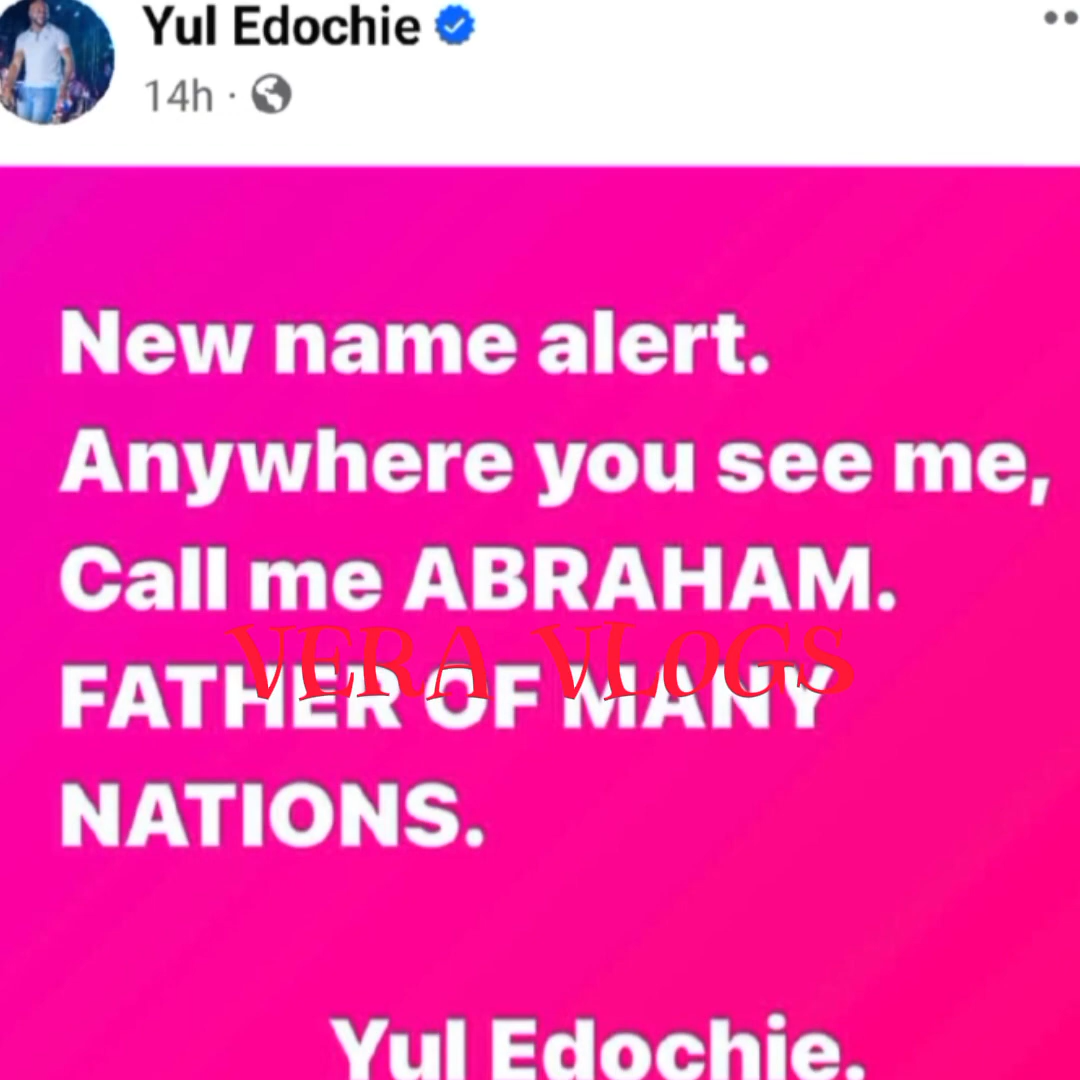 Yul Edochie
14h ·
New name alert.
Anywhere you see me,
Call me ABRAHAM.
VERA VLOGS
FATHER OF MANY
NATIONS.
Yul Edochie.